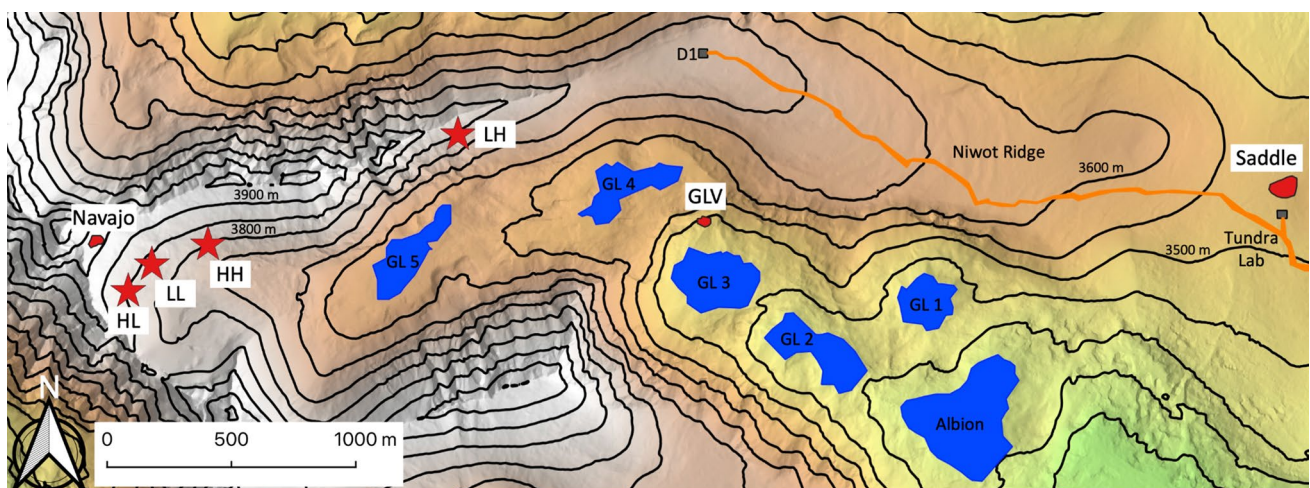 D1
LH
Niwot Ridge
3600 m
Saddle
GL 4
3900 m
GLV
Navajo
3800 m
3500 m
Tundra
Lab
GL 5
HH
LL
GL 3
HL
GL 1
GL 2
N
0 500 1000 m
Albion